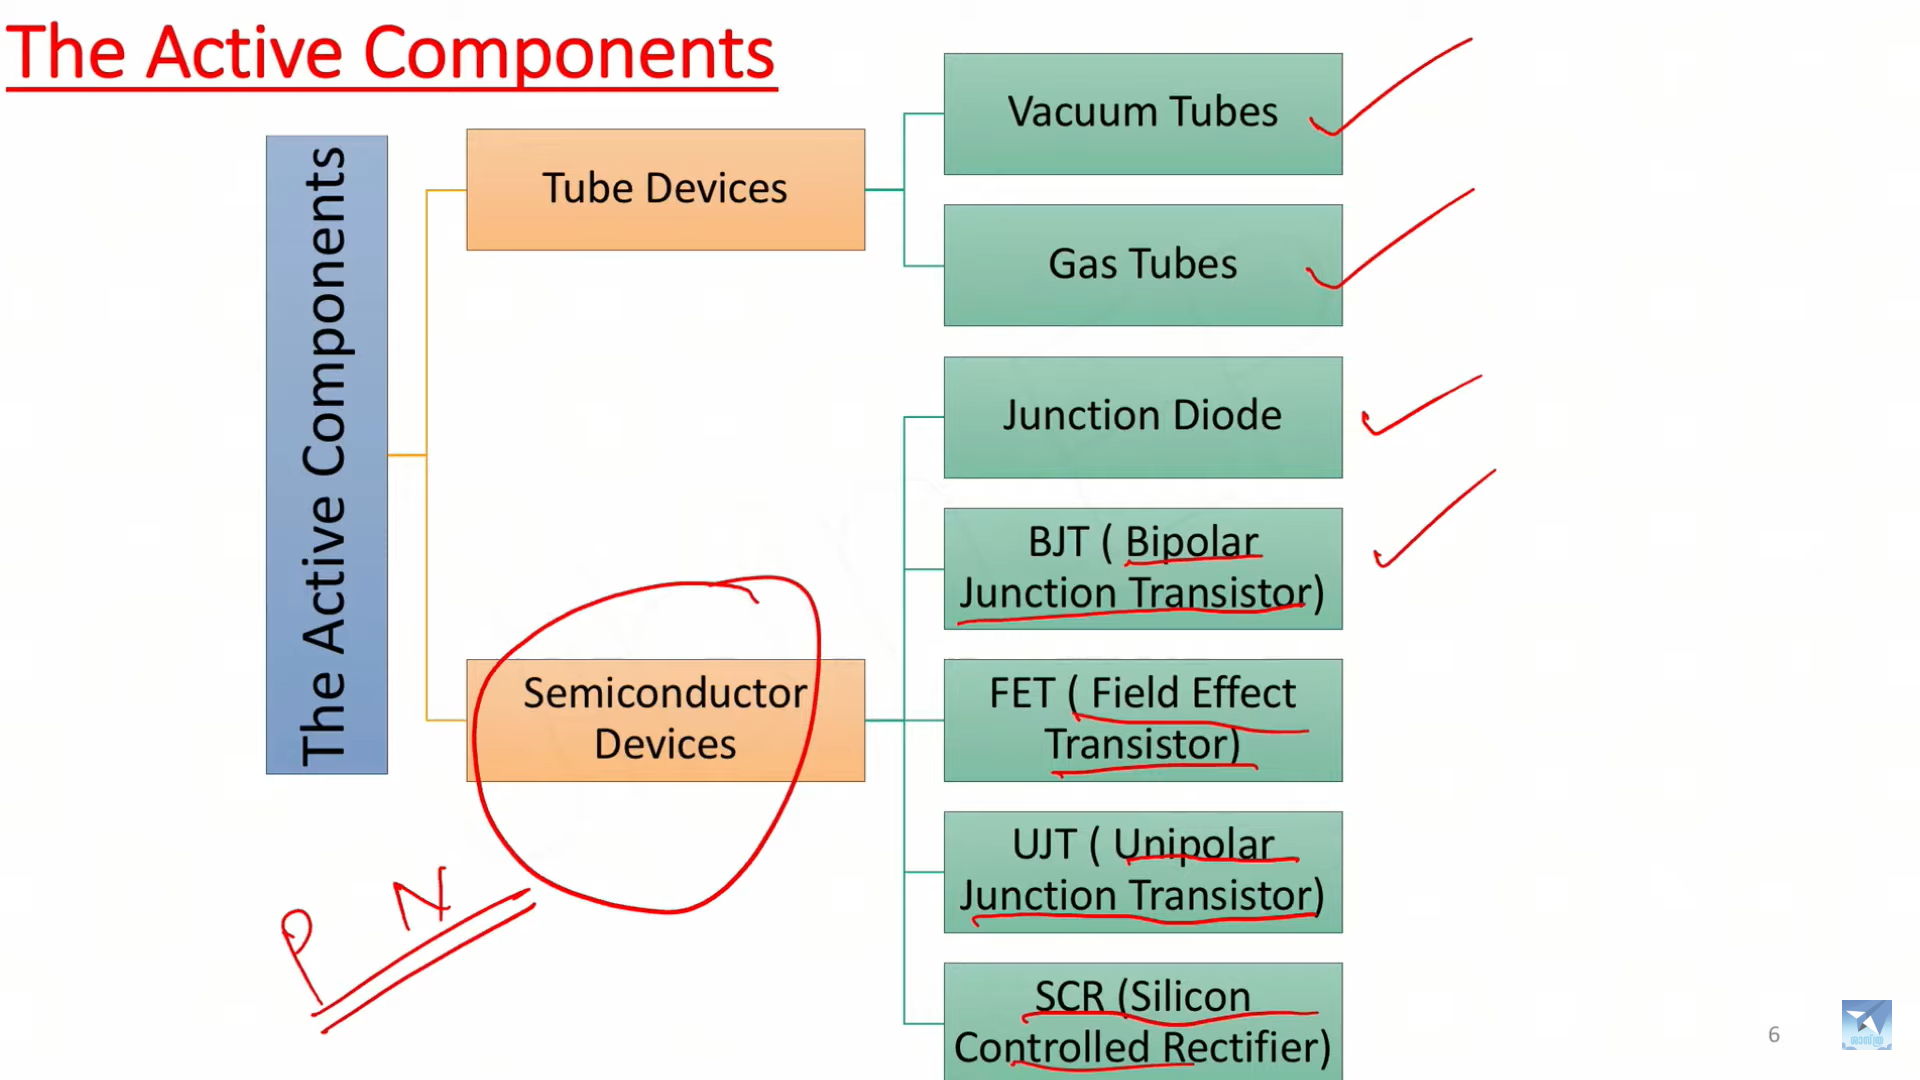 The Active Components
The Active Components
Tube Devices
Vacuum Tubes
Gas Tubes
Semiconductor
Devices
Junction Diode
BJT ( Bipolar
Junction Transistor)
FET ( Field Effect
Transistor)
UJT ( Unipolar
Junction Transistor)
SCR (Silicon
Controlled Rectifier)
P N
6